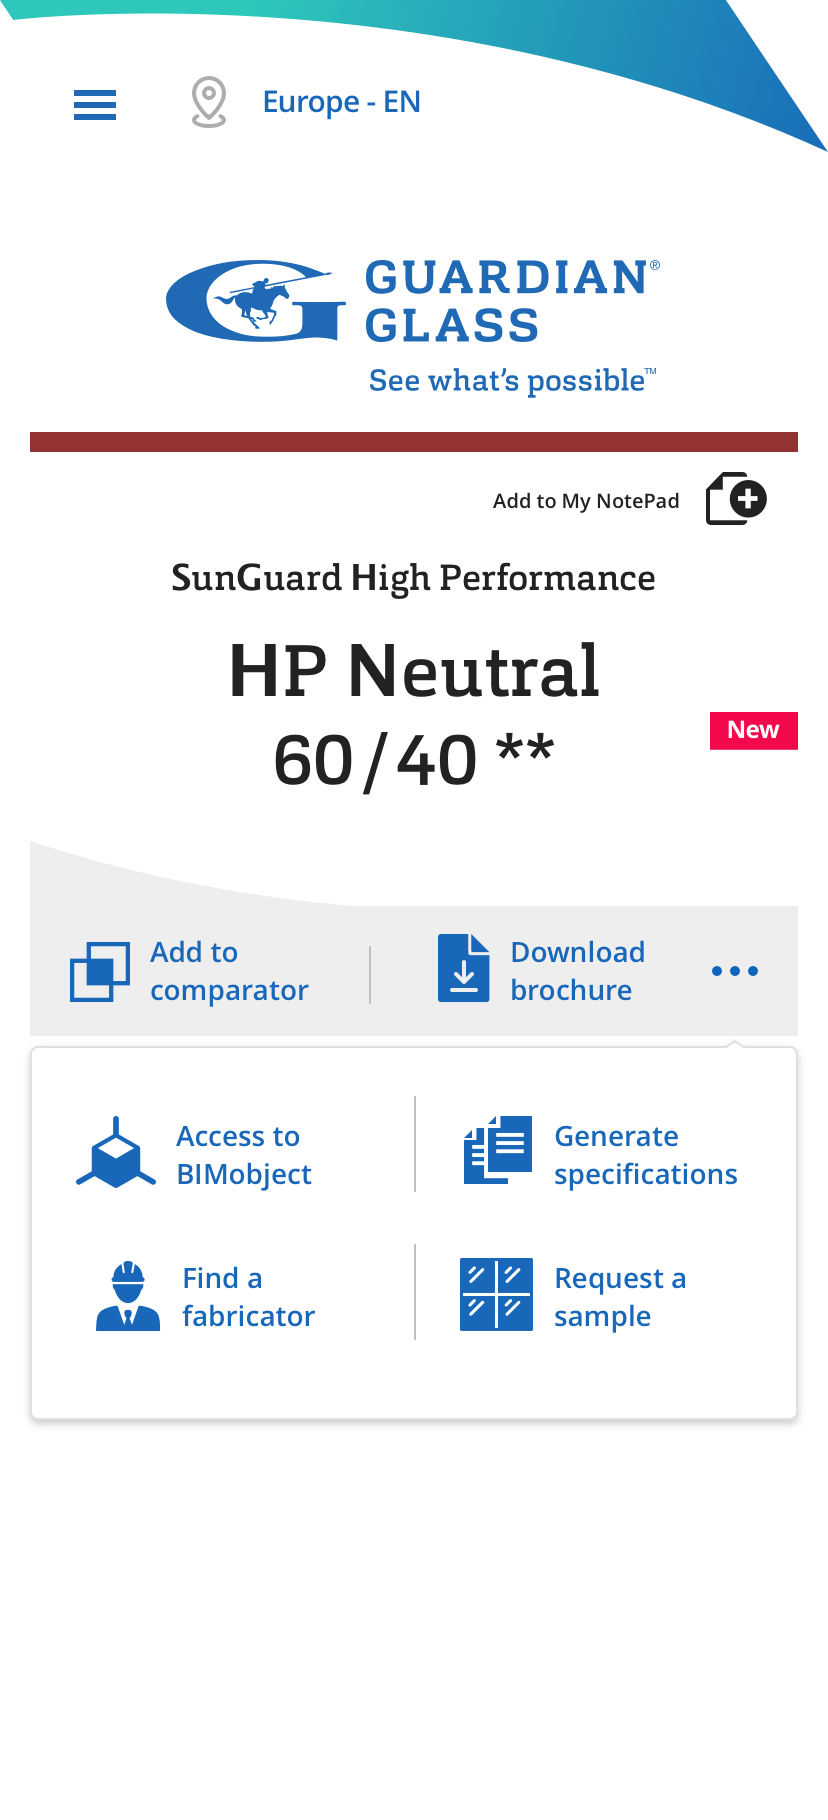 Europe - EN
GUARDIAN®
GLASS
See what's possible™
Add to My NotePad
SunGuard High Performance
HP Neutral
60/40 **
New
Add to
comparator
Download
brochure
Access to
BIMobject
Generate
specifications
Find a
fabricator
Request a
sample